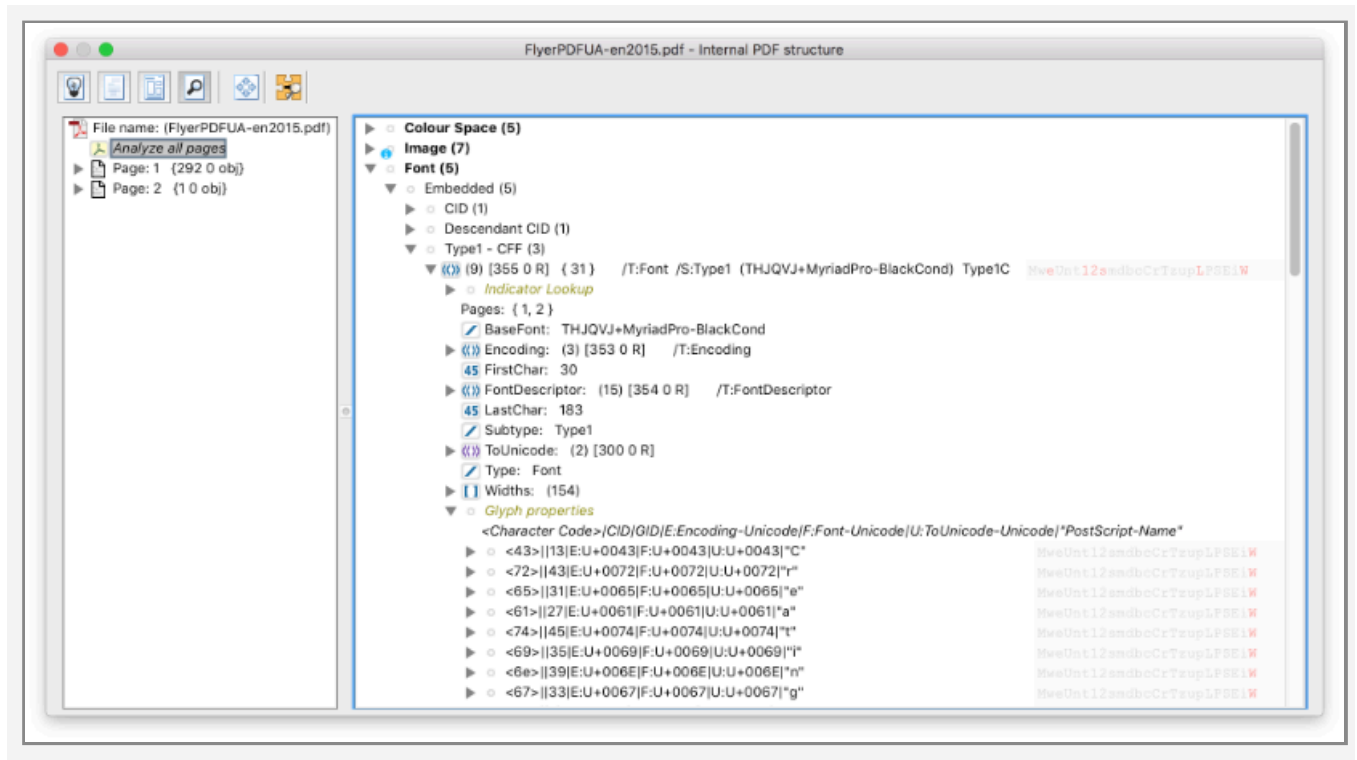 FlyerPDFUA-en2015.pdf - Internal PDF structure
File name: (FlyerPDFUA-en2015.pdf)
Analyze all pages
Page: 1 {292 0 obj}
Page: 2 {1 0 obj}
Colour Space (5)
Image (7)
Font (5)
Embedded (5)
CID (1)
Descendant CID (1)
Type1 - CFF (3)
(9) [355 0 R] { 31 } /T:Font /S:Type1 (THJQVJ+MyriadPro-BlackCond) Type1C
Indicator Lookup
Pages: { 1, 2 }
BaseFont: THJQVJ+MyriadPro-BlackCond
Encoding: (3) [353 0 R] /T:Encoding
45 FirstChar: 30
FontDescriptor: (15) [354 0 R] /T:FontDescriptor
45 LastChar: 183
Subtype: Type1
ToUnicode: (2) [300 0 R]
Type: Font
[ ] Widths: (154)
Glyph properties
<Character Code>|CID|GID|E:Encoding-Unicode|F:Font-Unicode|U:ToUnicode-Unicode|"PostScript-Name"
<43>||13|E:U+0043|F:U+0043|U:U+0043|"C"
<72>||43|E:U+0072|F:U+0072|U:U+0072|"r"
<65>||31|E:U+0065|F:U+0065|U:U+0065|"e"
<61>||27|E:U+0061|F:U+0061|U:U+0061|"a"
<74>||45|E:U+0074|F:U+0074|U:U+0074|"t"
<69>||35|E:U+0069|F:U+0069|U:U+0069|"i"
<6e>||39|E:U+006E|F:U+006E|U:U+006E|"n"
<67>||33|E:U+0067|F:U+0067|U:U+0067|"g"